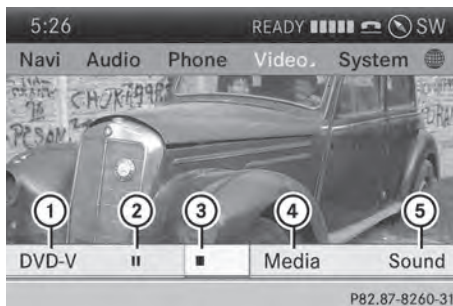 5:26 READY SW
Navi Audio Phone Video System
1 2 3 4 5
DVD-V Media Sound
P82.87-8260-31